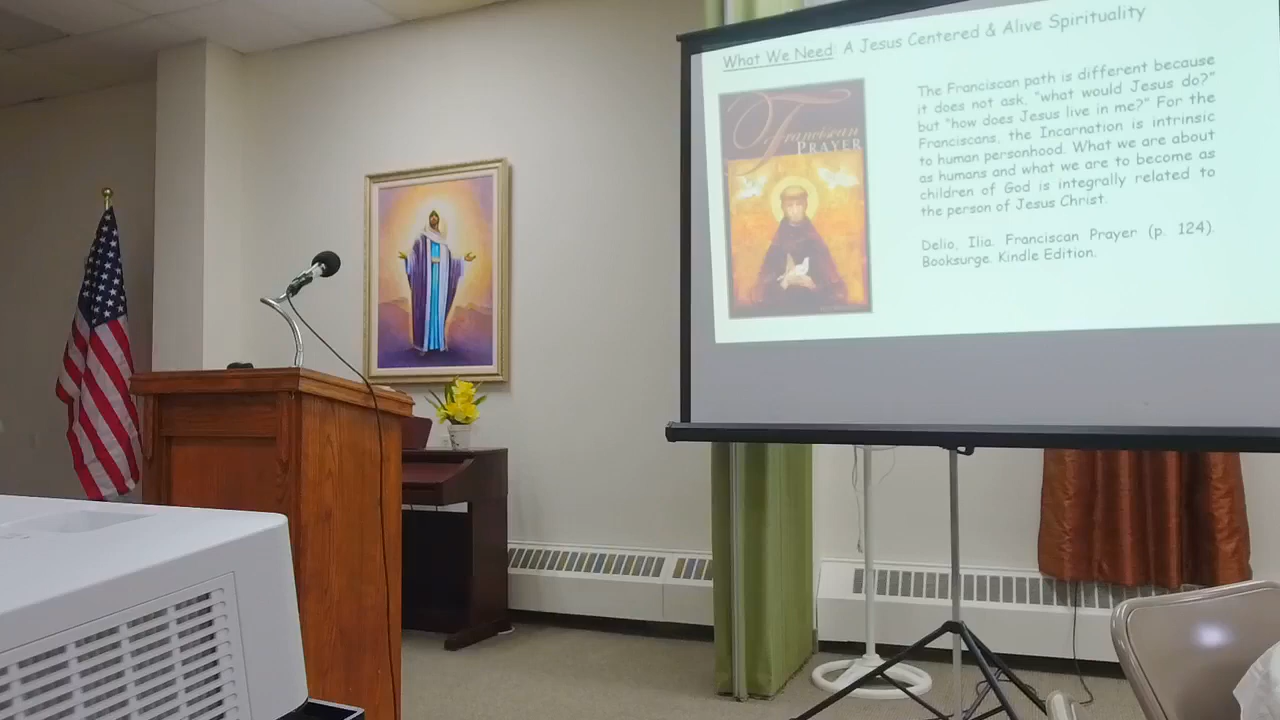 What We Need: A Jesus Centered & Alive Spirituality
Franciscan
PRAYER
The Franciscan path is different because
it does not ask, "what would Jesus do?"
but "how does Jesus live in me?" For the
Franciscans, the Incarnation is intrinsic
to human personhood. What we are about
as humans and what we are to become as
children of God is integrally related to
the person of Jesus Christ.
Delio, Ilia. Franciscan Prayer (p. 124).
Booksurge. Kindle Edition.